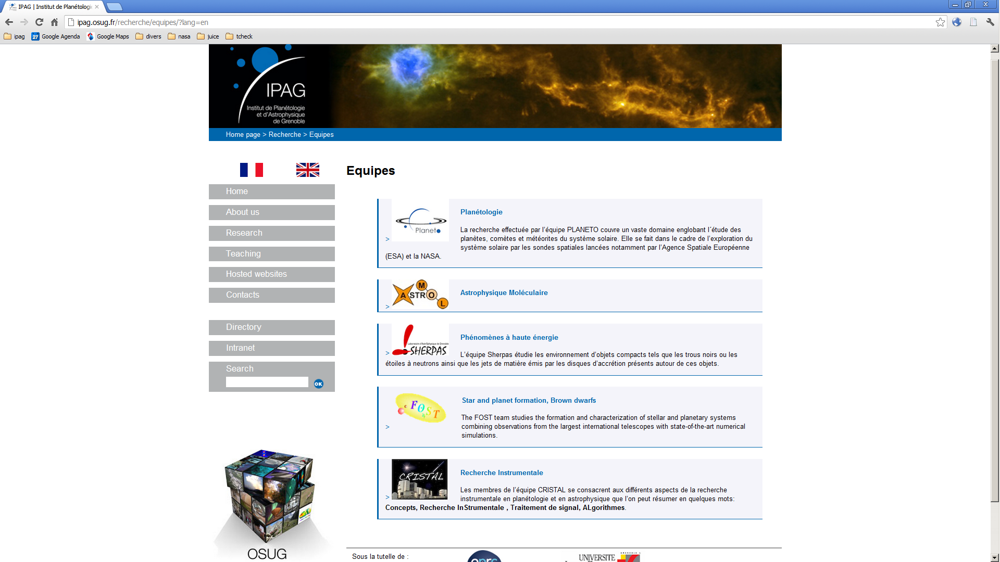 IPAG | Institut de Planétologi
ipag.osug.fr/recherche/equipes/?lang=en
ipag
27
Google Agenda
Google Maps
divers
nasa
juice
tcheck
IPAG
Institut de Planétologie
et d'Astrophysique
de Grenoble
Home page > Recherche > Equipes
Home
About us
Research
Teaching
Hosted websites
Contacts
Directory
Intranet
Search
OK
OSUG
Equipes
Planeto
Planétologie
La recherche effectuée par l'équipe PLANETO couvre un vaste domaine englobant l´étude des
> planètes, comètes et météorites du système solaire. Elle se fait dans le cadre de l'exploration du
système solaire par les sondes spatiales lancées notamment par l'Agence Spatiale Européenne
(ESA) et la NASA.
ASTROMOL
Astrophysique Moléculaire
>
Laboratoire d'AstrOphysique de Grenoble
SHERPAS
Phénomènes à haute énergie
> L'équipe Sherpas étudie les environnement d'objets compacts tels que les trous noirs ou les
étoiles à neutrons ainsi que les jets de matière émis par les disques d'accrétion présents autour de ces objets.
FOST
Star and planet formation, Brown dwarfs
The FOST team studies the formation and characterization of stellar and planetary systems
> combining observations from the largest international telescopes with state-of-the-art numerical
simulations.
CRISTAL
Recherche Instrumentale
Les membres de l'équipe CRISTAL se consacrent aux différents aspects de la recherche
> instrumentale en planétologie et en astrophysique que l'on peut résumer en quelques mots:
Concepts, Recherche InStrumentale , Traitement de signal, ALgorithmes.
Sous la tutelle de :
cnrs
UNIVERSITE